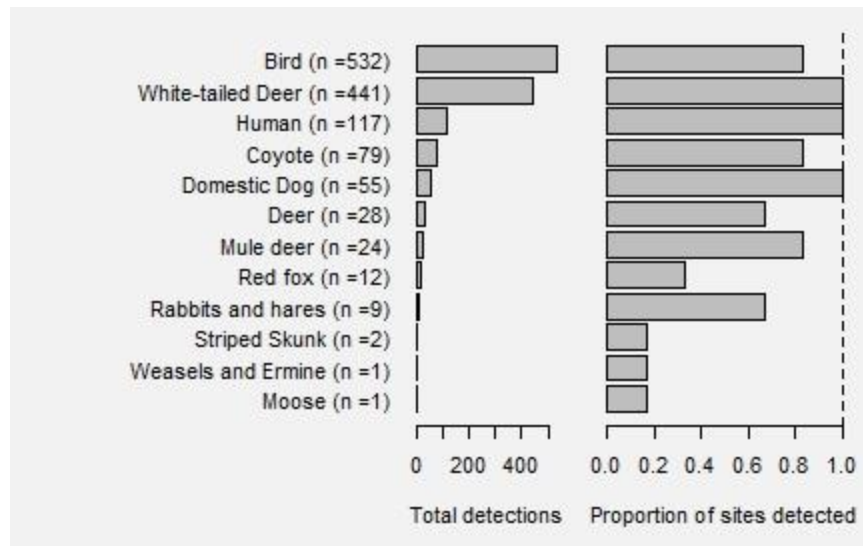 Bird (n =532)
White-tailed Deer (n =441)
Human (n =117)
Coyote (n =79)
Domestic Dog (n =55)
Deer (n =28)
Mule deer (n =24)
Red fox (n =12)
Rabbits and hares (n =9)
Striped Skunk (n =2)
Weasels and Ermine (n =1)
Moose (n =1)
0 200 400
0.0 0.2 0.4 0.6 0.8 1.0
Total detections
Proportion of sites detected